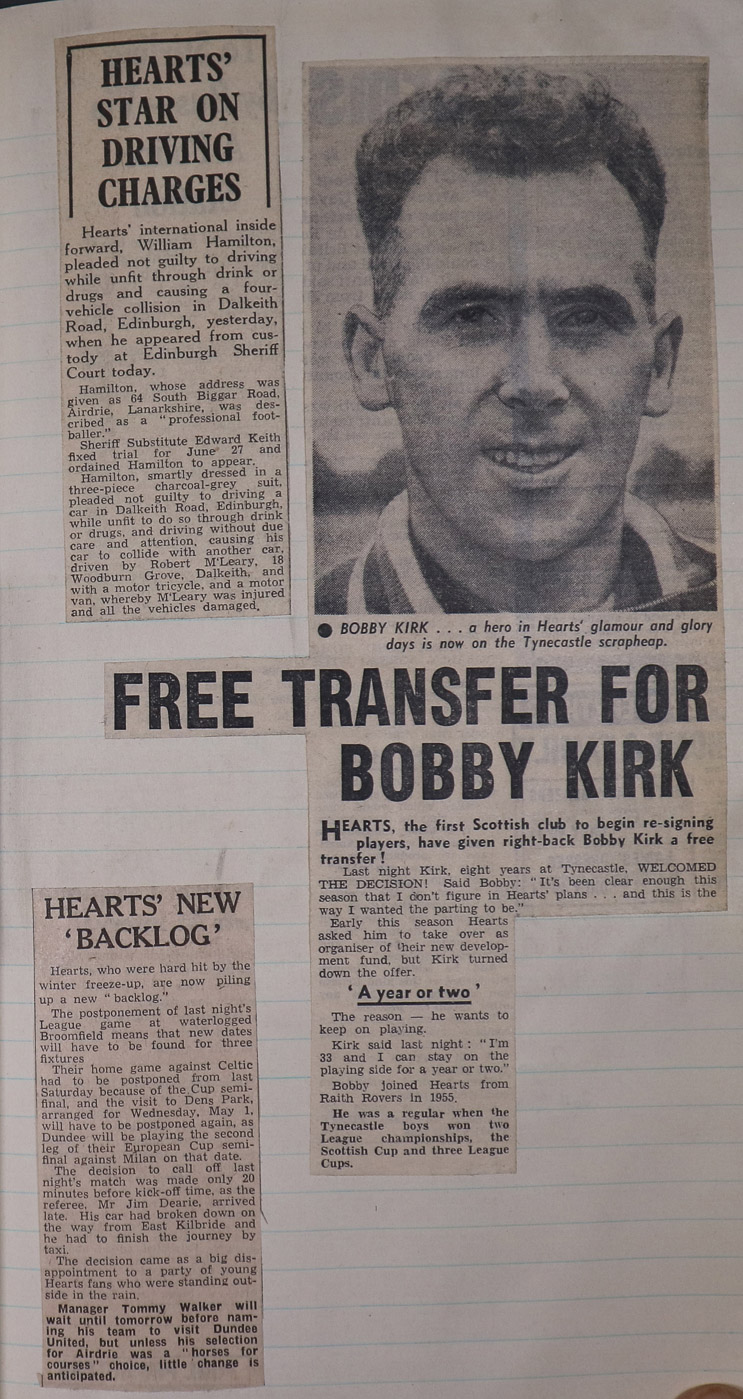 HEARTS'
STAR ON
DRIVING
CHARGES
Hearts' international inside
forward, William Hamilton,
pleaded not guilty to driving
while unfit through drink or
drugs and causing a four-
vehicle collision in Dalkeith
Road, Edinburgh, yesterday,
when he appeared from cus-
tody at Edinburgh Sheriff
Court today.
Hamilton, whose address was
given as 64 South Biggar Road,
Airdrie, Lanarkshire, was des-
cribed as a "professional foot-
baller."
Sheriff Substitute Edward Keith
fixed trial for June 27 and
ordained Hamilton to appear.
Hamilton, smartly dressed in a
three-piece charcoal-grey suit,
pleaded not guilty to driving a
car in Dalkeith Road, Edinburgh,
while unfit to do so through drink
or drugs, and driving without due
care and attention, causing his
car to collide with another car,
driven by Robert M'Leary, 18
Woodburn Grove, Dalkeith, and
with a motor tricycle, and a motor
van, whereby M'Leary was injured
and all the vehicles damaged.
● BOBBY KIRK . . . a hero in Hearts' glamour and glory
days is now on the Tynecastle scrapheap.
FREE TRANSFER FOR
BOBBY KIRK
HEARTS, the first Scottish club to begin re-signing
players, have given right-back Bobby Kirk a free
transfer!
Last night Kirk, eight years at Tynecastle, WELCOMED
THE DECISION! Said Bobby: "It's been clear enough this
season that I don't figure in Hearts' plans . . . and this is the
way I wanted the parting to be."
Early this season Hearts
asked him to take over as
organiser of their new develop-
ment fund, but Kirk turned
down the offer.
'A year or two'
The reason — he wants to
keep on playing.
Kirk said last night: "I'm
33 and I can stay on the
playing side for a year or two."
Bobby joined Hearts from
Raith Rovers in 1955.
He was a regular when the
Tynecastle boys won two
League championships, the
Scottish Cup and three League
Cups.
HEARTS' NEW
'BACKLOG'
Hearts, who were hard hit by the
winter freeze-up, are now piling
up a new "backlog."
The postponement of last night's
League game at waterlogged
Broomfield means that new dates
will have to be found for three
fixtures
Their home game against Celtic
had to be postponed from last
Saturday because of the Cup semi-
final, and the visit to Dens Park,
arranged for Wednesday, May 1,
will have to be postponed again, as
Dundee will be playing the second
leg of their European Cup semi-
final against Milan on that date.
The decision to call off last
night's match was made only 20
minutes before kick-off time, as the
referee, Mr Jim Dearie, arrived
late. His car had broken down on
the way from East Kilbride and
he had to finish the journey by
taxi.
The decision came as a big dis-
appointment to a party of young
Hearts fans who were standing out-
side in the rain.
Manager Tommy Walker will
wait until tomorrow before nam-
ing his team to visit Dundee
United, but unless his selection
for Airdrie was a "horses for
courses" choice, little change is
anticipated.